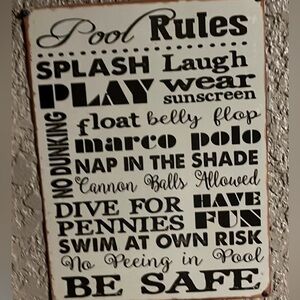 Pool Rules
SPLASH Laugh
PLAY wear
sunscreen
NO DUNKING
float belly flop
marco polo
NAP IN THE SHADE
Cannon Balls Allowed
DIVE FOR PENNIES
HAVE FUN
SWIM AT OWN RISK
No Peeing in Pool
BE SAFE